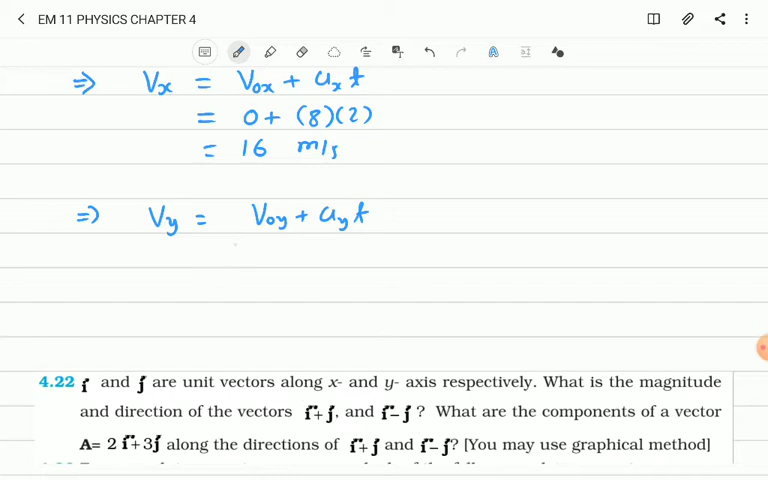 EM 11 PHYSICS CHAPTER 4
⇒ Vx = Vox + axt
= 0 + (8)(2)
= 16 m/s
⇒ Vy = Voy + ayt
4.22 î and ĵ are unit vectors along x- and y- axis respectively. What is the magnitude
and direction of the vectors î+ĵ, and î−ĵ ? What are the components of a vector
A= 2 î+3ĵ along the directions of î+ĵ and î−ĵ? [You may use graphical method]